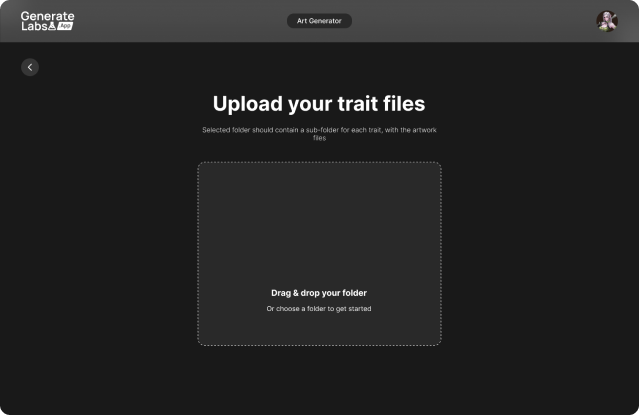 Generate
Labs App
Art Generator
Upload your trait files
Selected folder should contain a sub-folder for each trait, with the artwork
files
Drag & drop your folder
Or choose a folder to get started